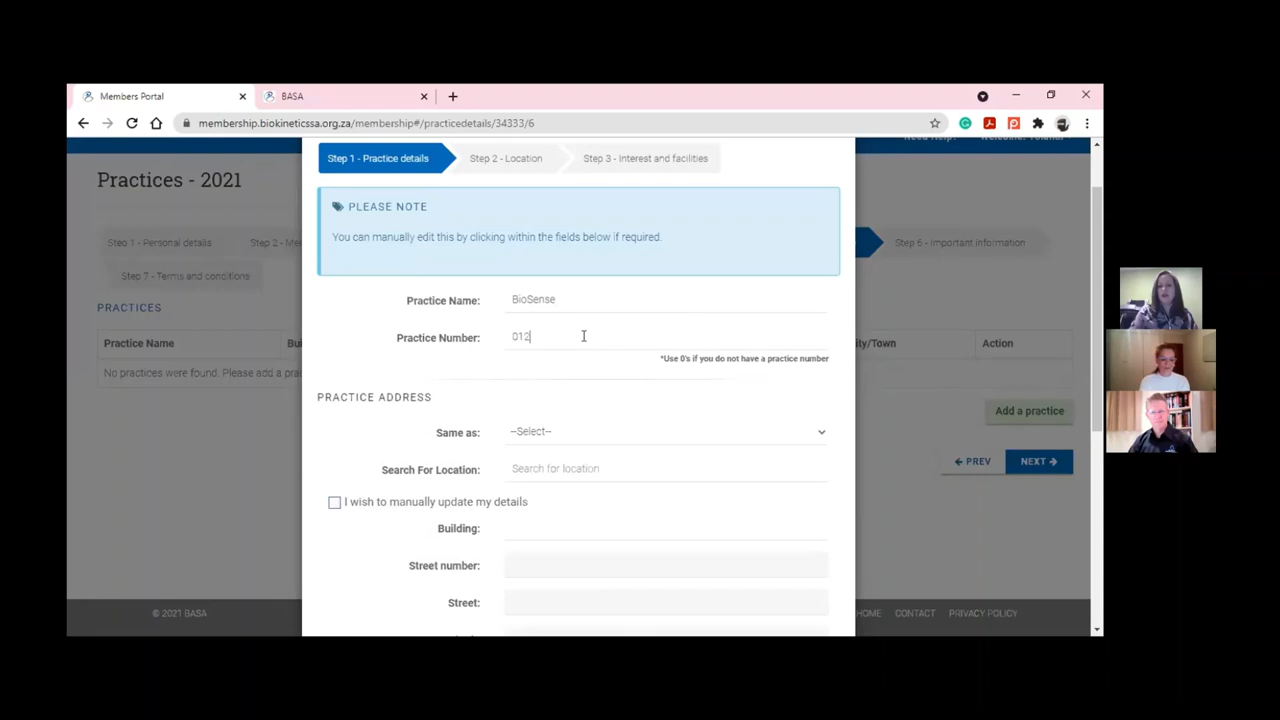 Members Portal
BASA
membership.biokineticssa.org.za/membership#/practicedetails/34333/6
Step 1 - Practice details
Step 2 - Location
Step 3 - Interest and facilities
Practices - 2021
PLEASE NOTE
You can manually edit this by clicking within the fields below if required.
Step 1 - Personal details
Step 6 - Important information
Step 7 - Terms and conditions
PRACTICES
Practice Name: BioSense
Practice Number: 012
*Use 0's if you do not have a practice number
Practice Name
Action
No practices were found. Please add a
PRACTICE ADDRESS
Add a practice
Same as: --Select--
PREV
NEXT
Search For Location: Search for location
I wish to manually update my details
Building:
Street number:
Street:
© 2021 BASA
HOME
CONTACT
PRIVACY POLICY